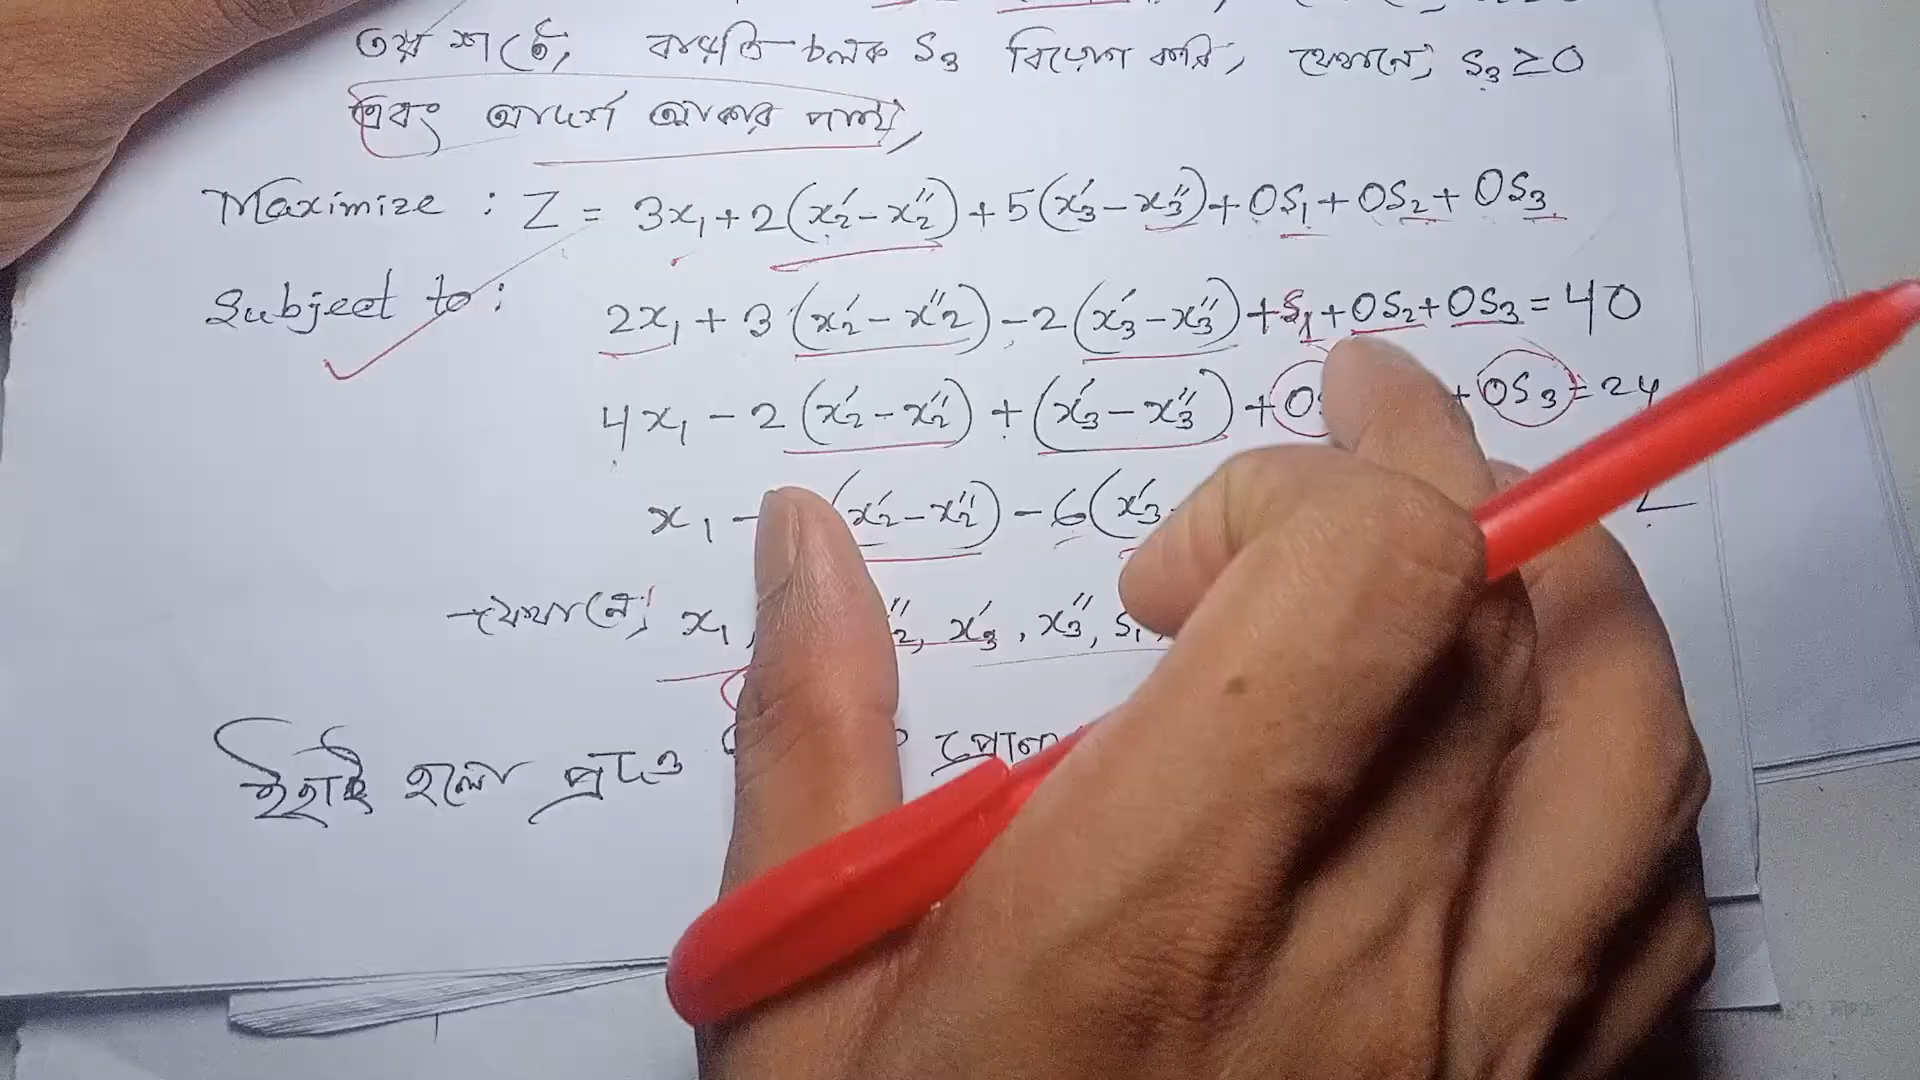 ৩য় শর্তে, বাড়তি চলক S₃ বিয়োগ করি, যেখানে, S₃ ≥ 0
এবং আদর্শ আকার পাই,
Maximize : Z = 3x₁ + 2(x₂′ − x₂″) + 5(x₃′ − x₃″) + 0S₁ + 0S₂ + 0S₃
Subject to : 2x₁ + 3(x₂′ − x₂″) − 2(x₃′ − x₃″) + S₁ + 0S₂ + 0S₃ = 40
4x₁ − 2(x₂′ − x₂″) + (x₃′ − x₃″) + 0 + 0S₃ = 24
x₁ − (x₂′ − x₂″) − 6(x₃′
যেখানে, x₁, x₃′, x₃″, S₁,
ইহাই হলো প্রদত্ত